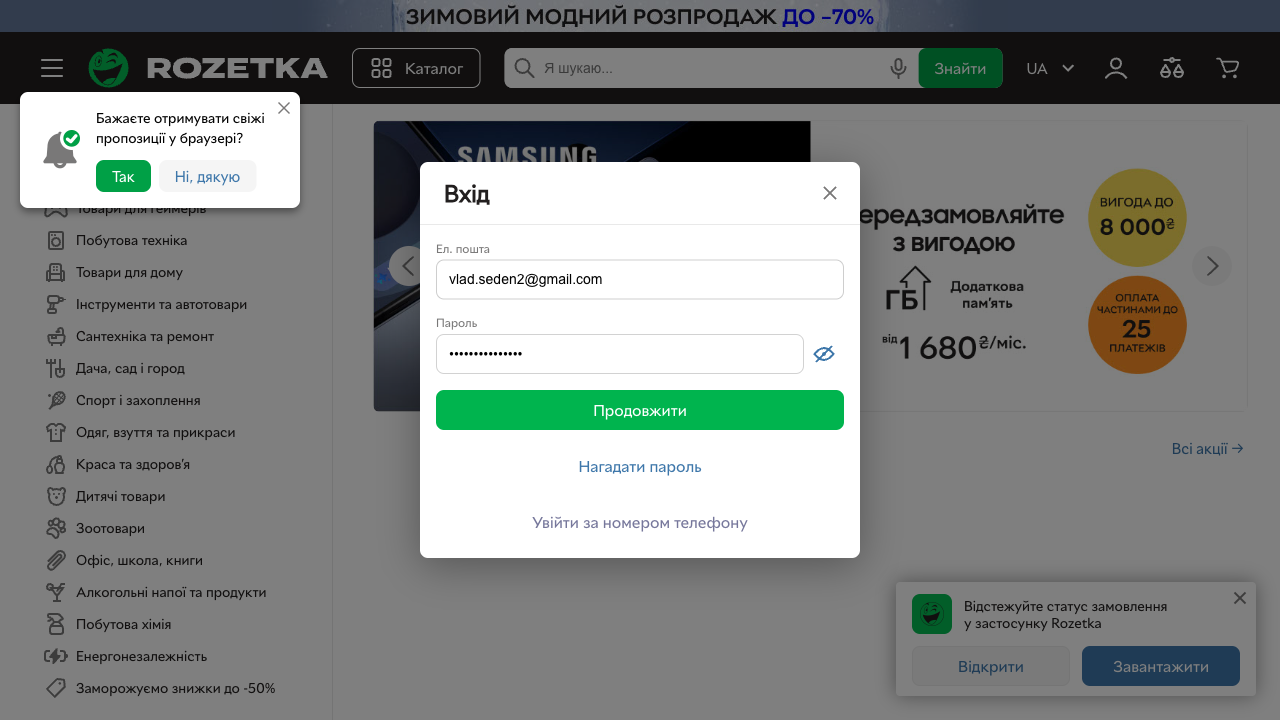 ЗИМОВИЙ МОДНИЙ РОЗПРОДАЖ ДО −70%
ROZETKA
Каталог
Я шукаю...
Знайти
UA
Бажаєте отримувати свіжі
пропозиції у браузері?
Так
Ні, дякую
Товари для геймерів
Побутова техніка
Товари для дому
Інструменти та автотовари
Сантехніка та ремонт
Дача, сад і город
Спорт і захоплення
Одяг, взуття та прикраси
Краса та здоров'я
Дитячі товари
Зоотовари
Офіс, школа, книги
Алкогольні напої та продукти
Побутова хімія
Енергонезалежність
Заморожуємо знижки до -50%
SAMSUNG
ередзамовляйте
з вигодою
ГБ
Додаткова
пам'ять
від 1 680₴/міс.
ВИГОДА ДО
8 000₴
ОПЛАТА
ЧАСТИНАМИ ДО
25
ПЛАТЕЖІВ
Всі акції →
Вхід
Ел. пошта
vlad.seden2@gmail.com
Пароль
•••••••••••••••
Продовжити
Нагадати пароль
Увійти за номером телефону
Відстежуйте статус замовлення
у застосунку Rozetka
Відкрити
Завантажити